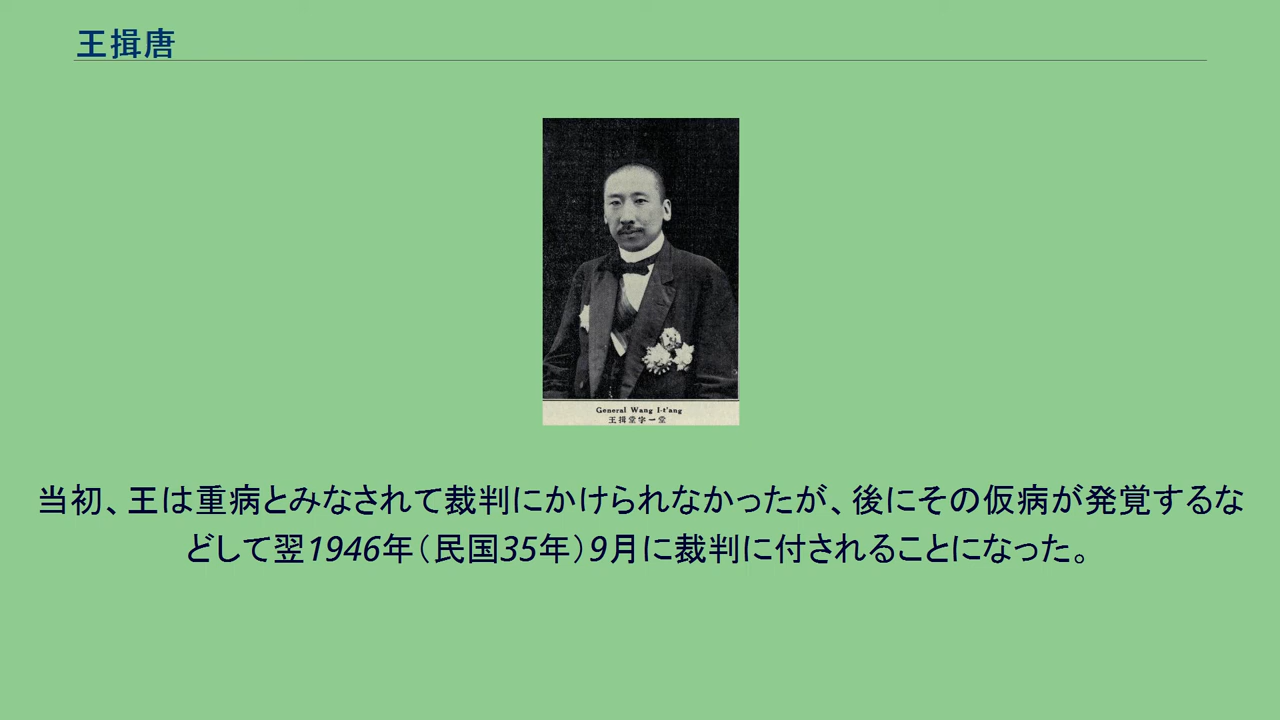 王揖唐
General Wang I-t'ang
王揖堂字一堂
当初、王は重病とみなされて裁判にかけられなかったが、後にその仮病が発覚するな
どして翌1946年（民国35年）9月に裁判に付されることになった。